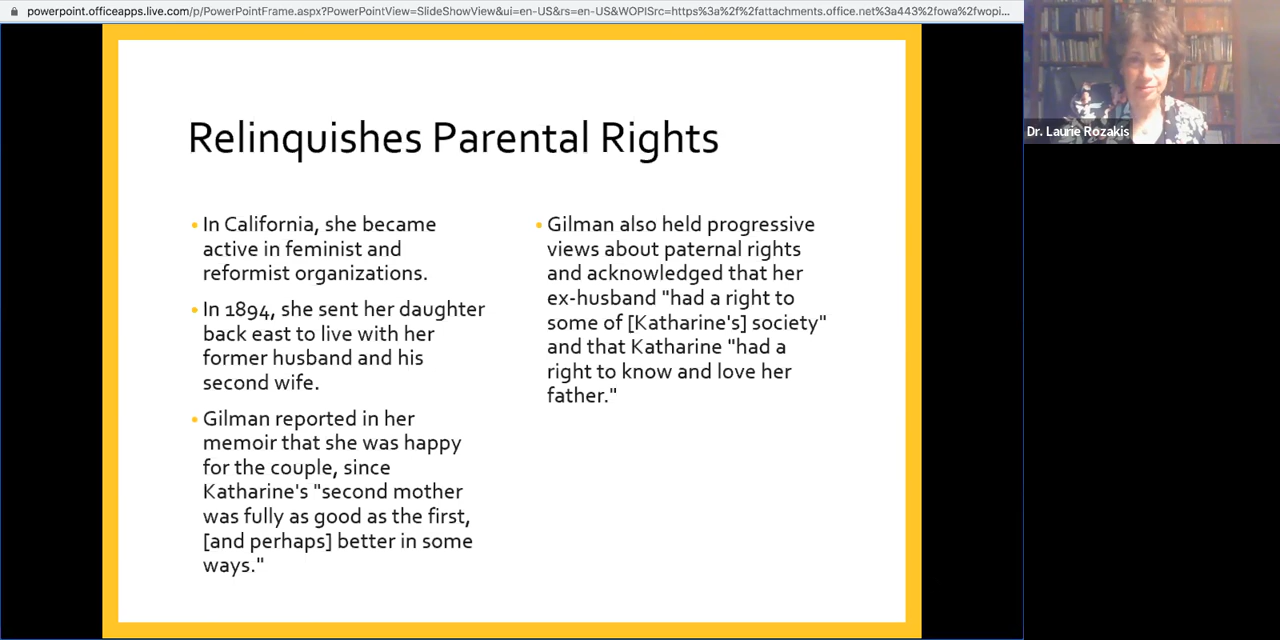 powerpoint.officeapps.live.com/p/PowerPointFrame.aspx?PowerPointView=SlideShowView&ui=en-US&rs=en-US&WOPISrc=https%3a%2f%2fattachments.office.net%3a443%2fowa%2fwopi...
Dr. Laurie Rozakis
Relinquishes Parental Rights
• In California, she became
active in feminist and
reformist organizations.
• In 1894, she sent her daughter
back east to live with her
former husband and his
second wife.
• Gilman reported in her
memoir that she was happy
for the couple, since
Katharine's "second mother
was fully as good as the first,
[and perhaps] better in some
ways."
• Gilman also held progressive
views about paternal rights
and acknowledged that her
ex-husband "had a right to
some of [Katharine's] society"
and that Katharine "had a
right to know and love her
father."